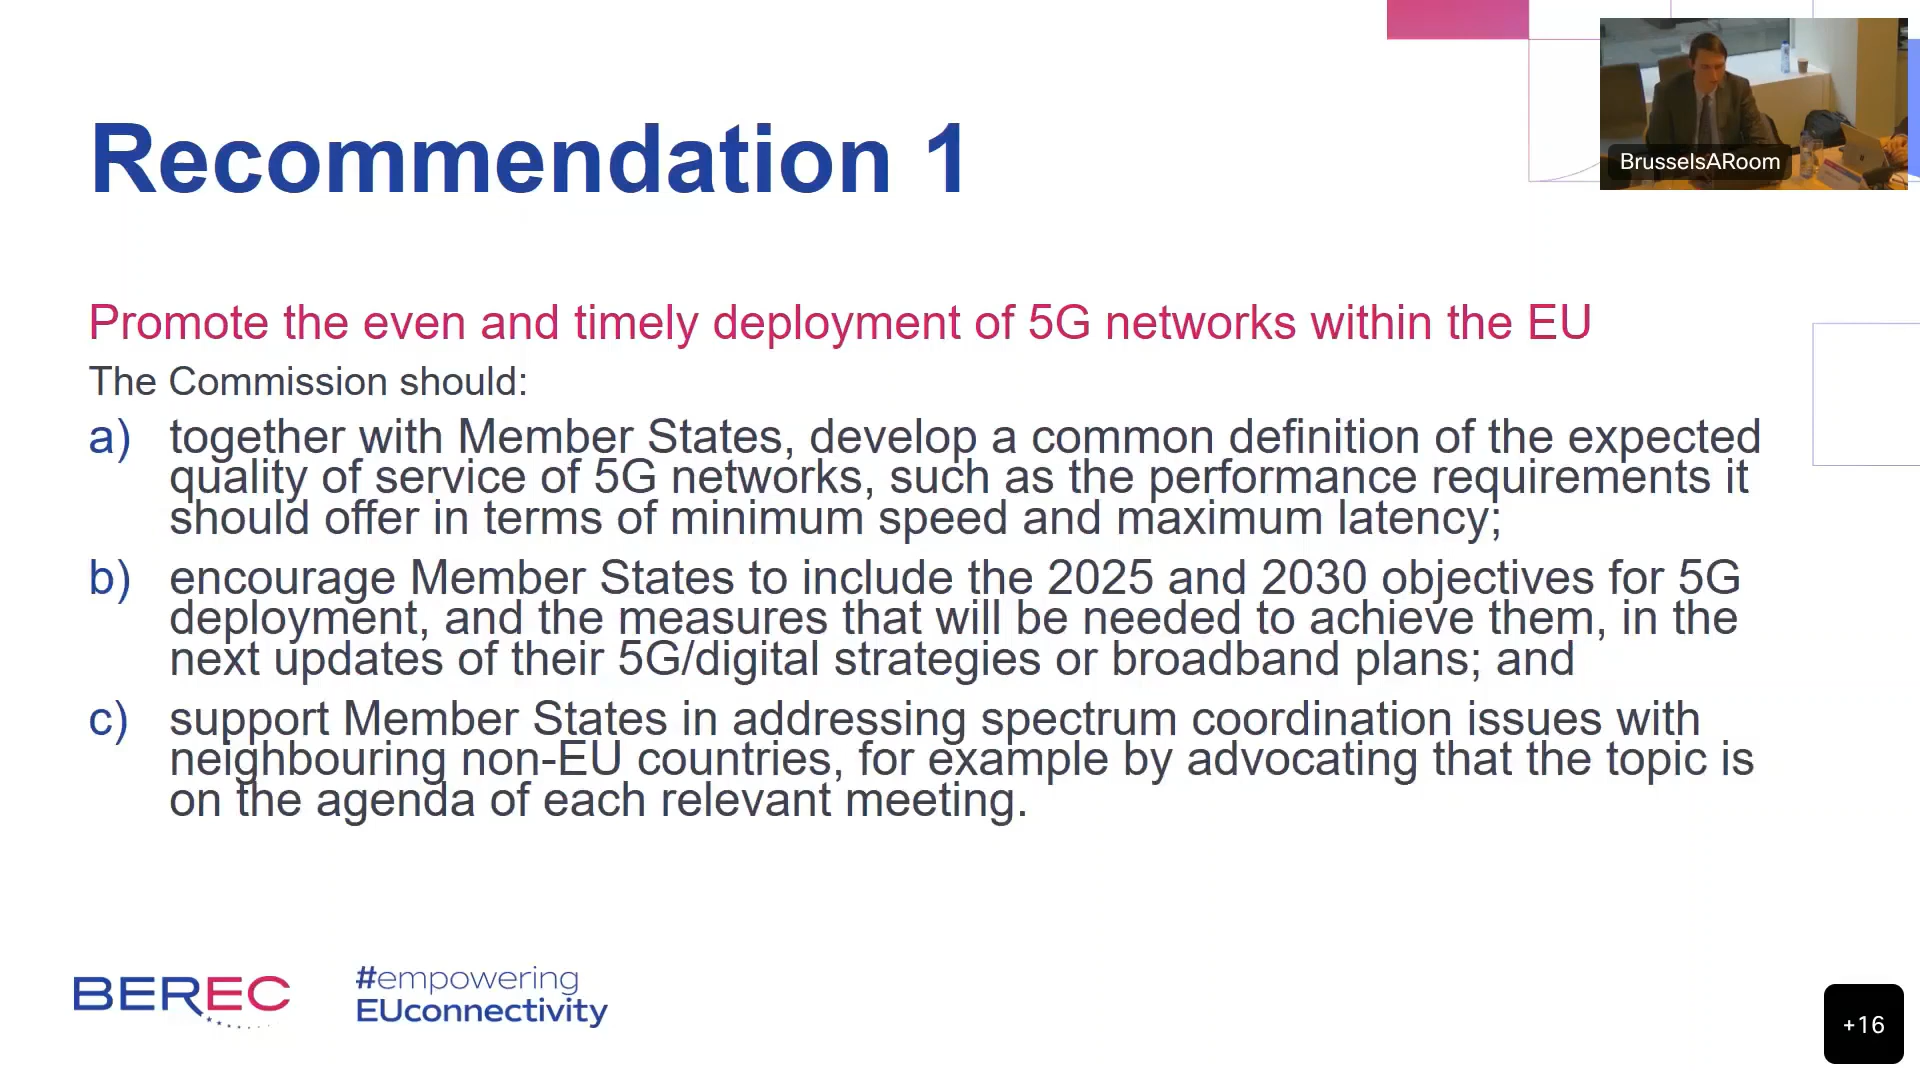 BrusselsARoom
Recommendation 1
Promote the even and timely deployment of 5G networks within the EU
The Commission should:
a) together with Member States, develop a common definition of the expected
quality of service of 5G networks, such as the performance requirements it
should offer in terms of minimum speed and maximum latency;
b) encourage Member States to include the 2025 and 2030 objectives for 5G
deployment, and the measures that will be needed to achieve them, in the
next updates of their 5G/digital strategies or broadband plans; and
c) support Member States in addressing spectrum coordination issues with
neighbouring non-EU countries, for example by advocating that the topic is
on the agenda of each relevant meeting.
BEREC
#empowering
EUconnectivity
+16